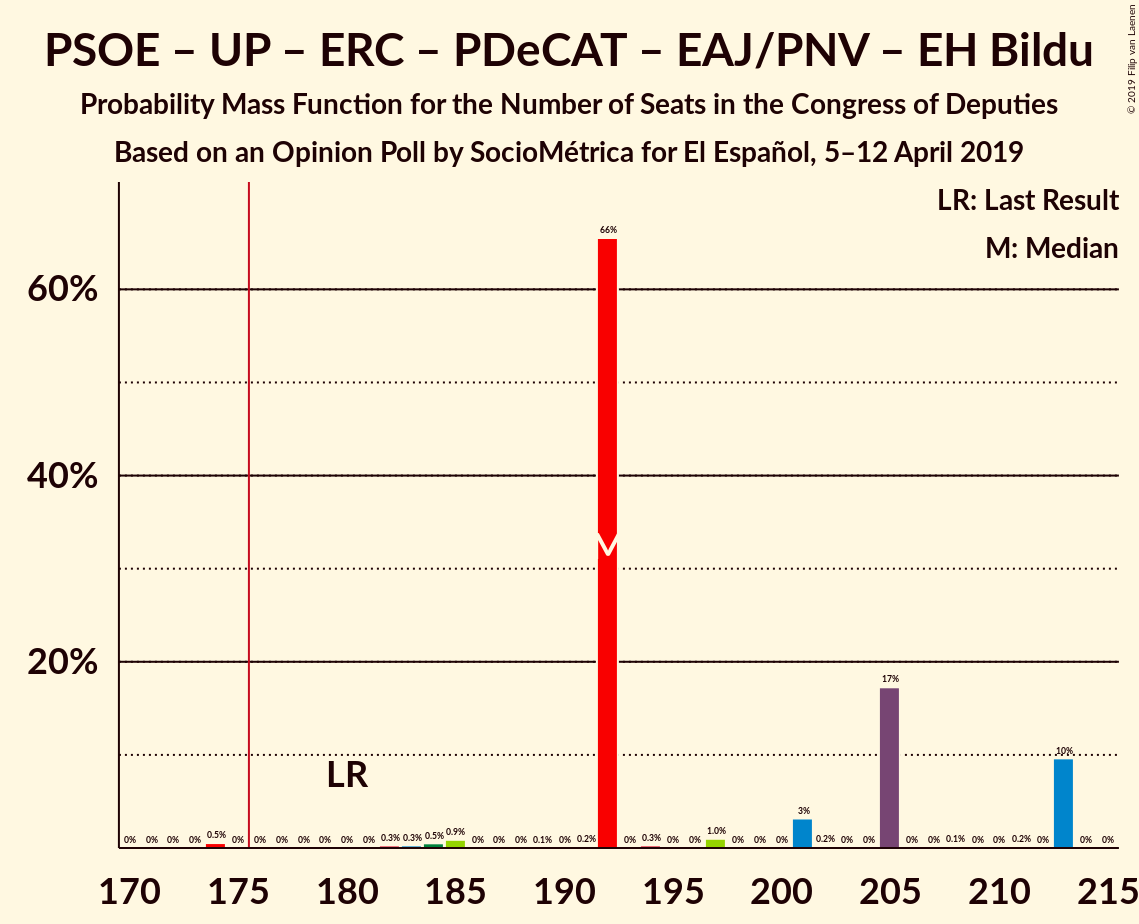 PSOE – UP – ERC – PDeCAT – EAJ/PNV – EH Bildu
Probability Mass Function for the Number of Seats in the Congress of Deputies
Based on an Opinion Poll by SocioMétrica for El Español, 5–12 April 2019
© 2019 Filip van Laenen
LR: Last Result
M: Median
60%
40%
20%
66%
M
17%
10%
LR
0% 0% 0% 0% 0.5% 0% 0% 0% 0% 0% 0% 0% 0.3% 0.3% 0.5% 0.9% 0% 0% 0% 0.1% 0% 0.2% 0% 0.3% 0% 0% 1.0% 0% 0% 0% 3% 0.2% 0% 0% 0% 0% 0.1% 0% 0% 0.2% 0% 0% 0%
170 175 180 185 190 195 200 205 210 215